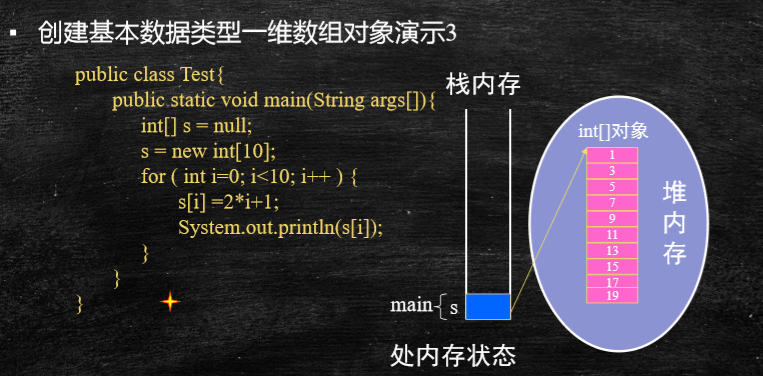 ▪ 创建基本数据类型一维数组对象演示3
public class Test{
public static void main(String args[]){
int[] s = null;
s = new int[10];
for ( int i=0; i<10; i++ ) {
s[i] =2*i+1;
System.out.println(s[i]);
}
}
}
栈内存
main
s
处内存状态
int[]对象
1
3
5
7
9
11
13
15
17
19
堆内存